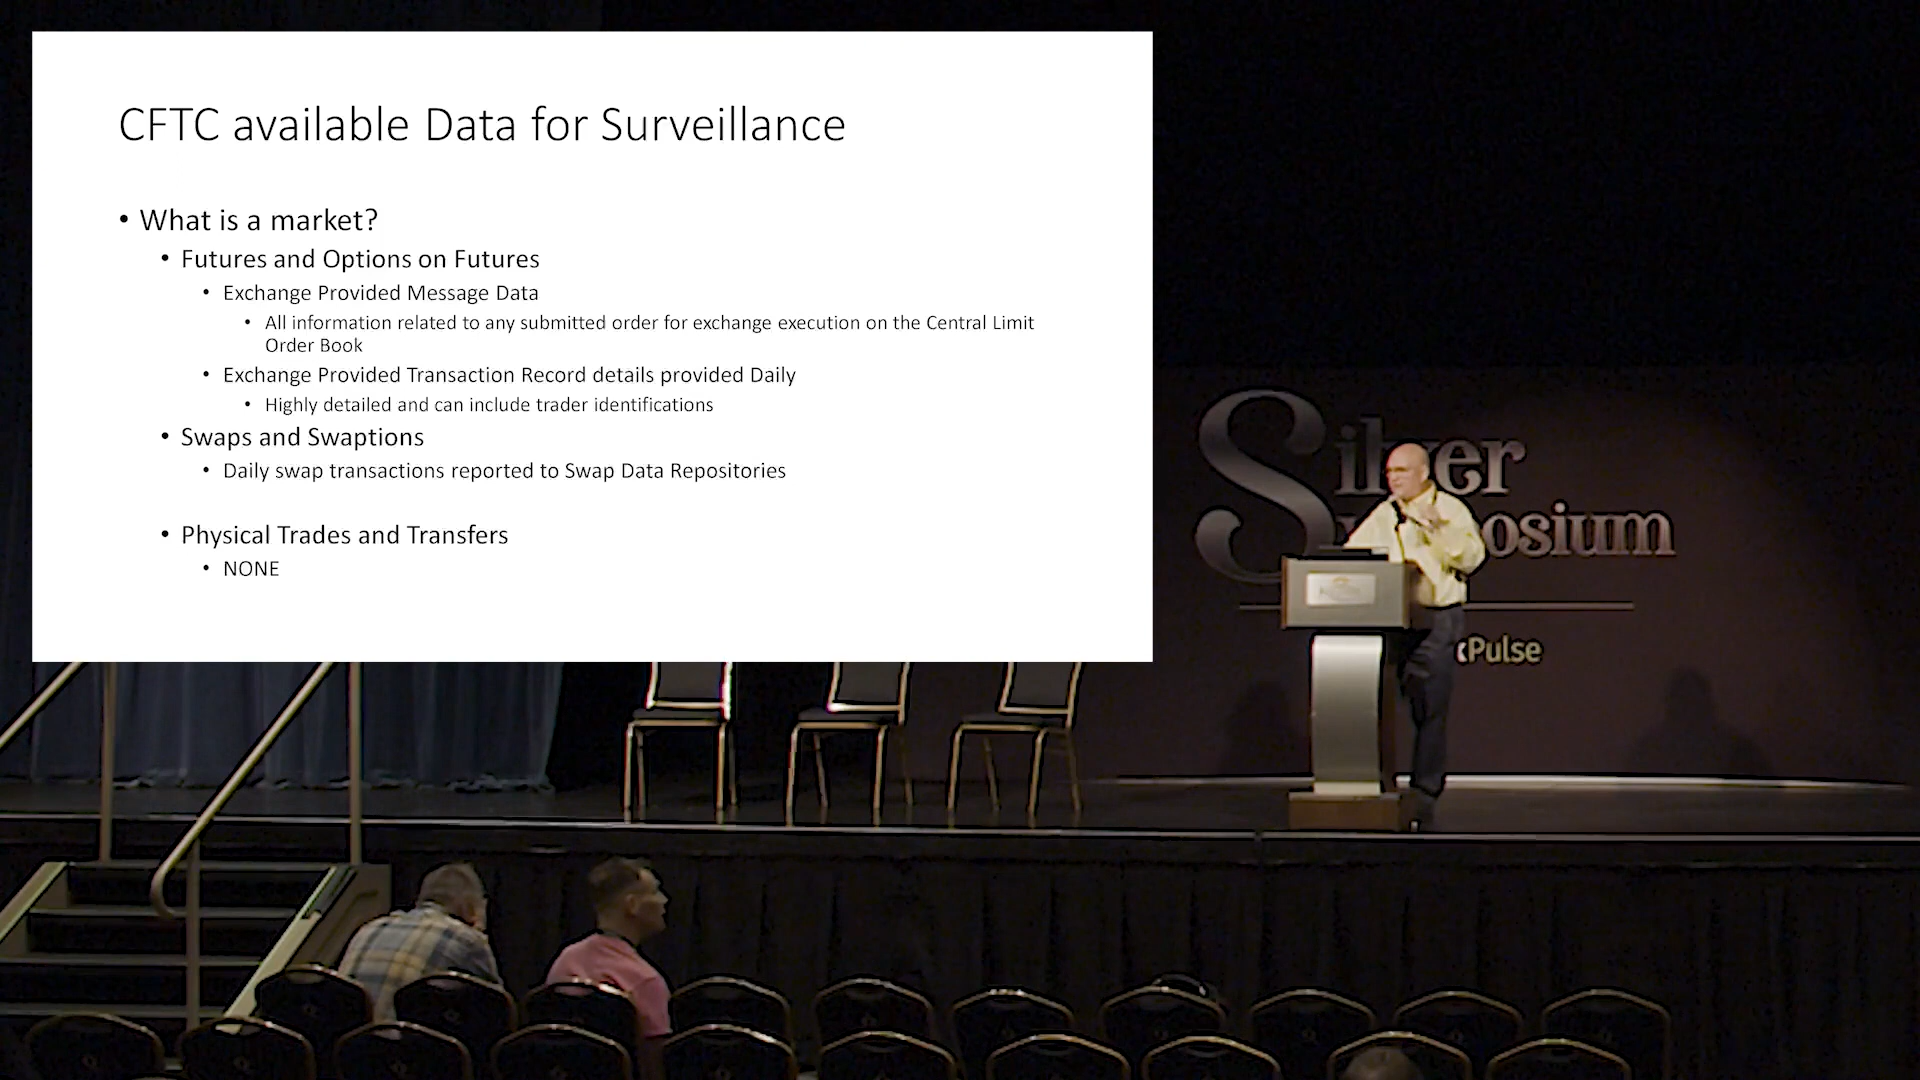 CFTC available Data for Surveillance
• What is a market?
• Futures and Options on Futures
• Exchange Provided Message Data
• All information related to any submitted order for exchange execution on the Central Limit
Order Book
• Exchange Provided Transaction Record details provided Daily
• Highly detailed and can include trader identifications
• Swaps and Swaptions
• Daily swap transactions reported to Swap Data Repositories
• Physical Trades and Transfers
• NONE
Silver
osium
Pulse